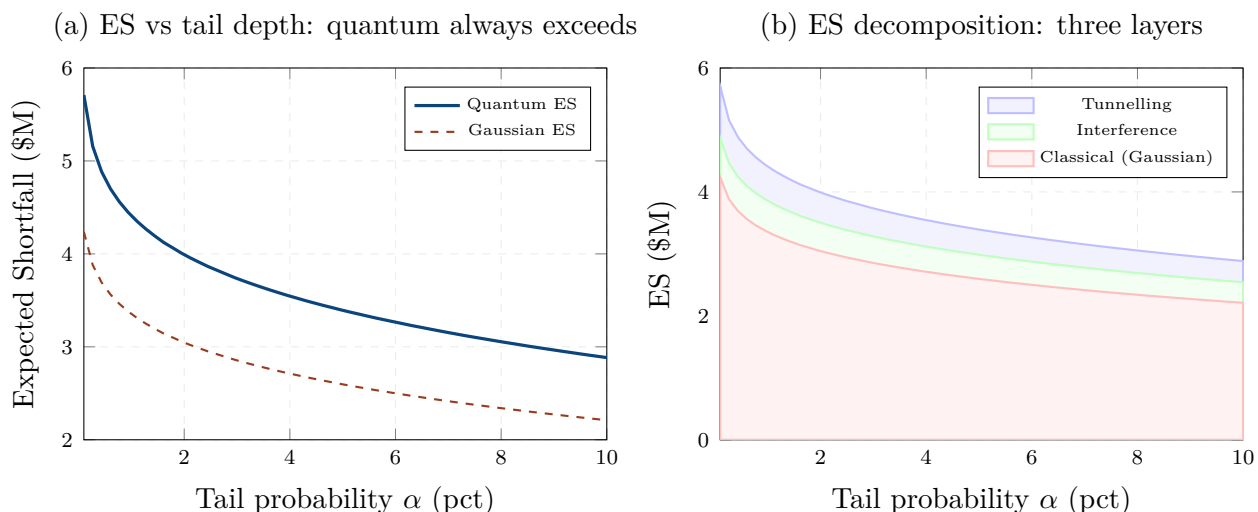 (a) ES vs tail depth: quantum always exceeds
6
5
4
3
2
2
4
6
8
10
Expected Shortfall ($M)
Tail probability α (pct)
Quantum ES
Gaussian ES
(b) ES decomposition: three layers
6
4
2
0
2
4
6
8
10
ES ($M)
Tail probability α (pct)
Tunnelling
Interference
Classical (Gaussian)